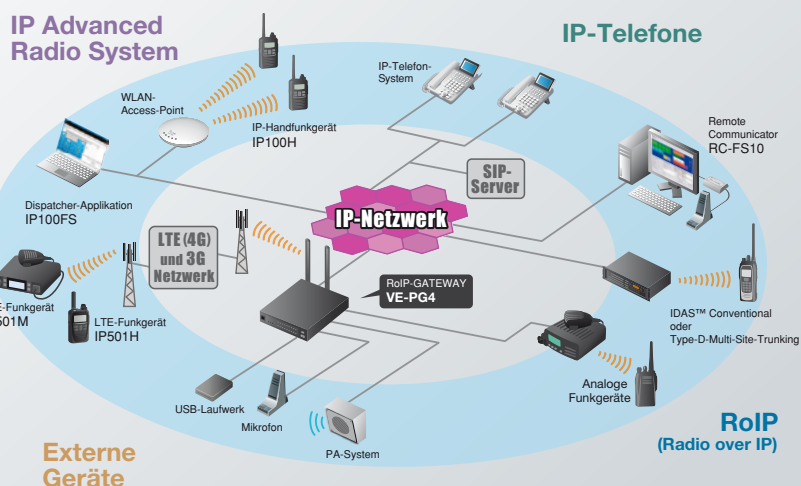 IP Advanced
Radio System
IP-Telefone
WLAN-
Access-Point
IP-Handfunkgerät
IP100H
IP-Telefon-
System
SIP-
Server
Remote
Communicator
RC-FS10
Dispatcher-Applikation
IP100FS
IP-Netzwerk
LTE (4G)
und 3G
Netzwerk
RoIP-GATEWAY
VE-PG4
E-Funkgerät
501M
LTE-Funkgerät
IP501H
IDAS™ Conventional
oder
Type-D-Multi-Site-Trunking
Analoge
Funkgeräte
USB-Laufwerk
Mikrofon
PA-System
RoIP
(Radio over IP)
Externe
Geräte